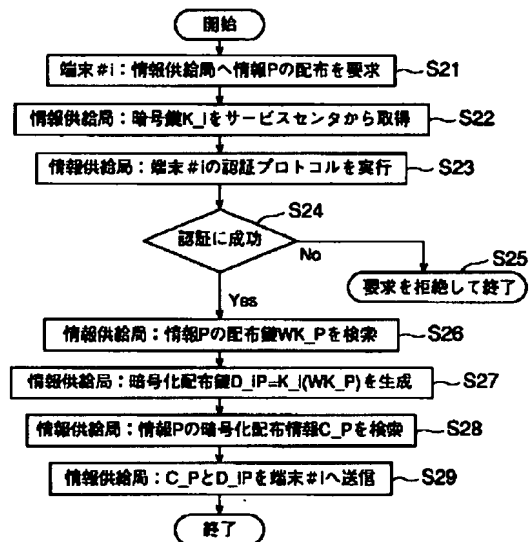 開始
端末#i：情報供給局へ情報Pの配布を要求
S21
情報供給局：暗号鍵K_iをサービスセンタから取得
S22
情報供給局：端末#iの認証プロトコルを実行
S23
S24
認証に成功
No
S25
要求を拒絶して終了
Yes
情報供給局：情報Pの配布鍵WK_Pを検索
S26
情報供給局：暗号化配布鍵D_iP=K_i(WK_P)を生成
S27
情報供給局：情報Pの暗号化配布情報C_Pを検索
S28
情報供給局：C_PとD_iPを端末#iへ送信
S29
終了